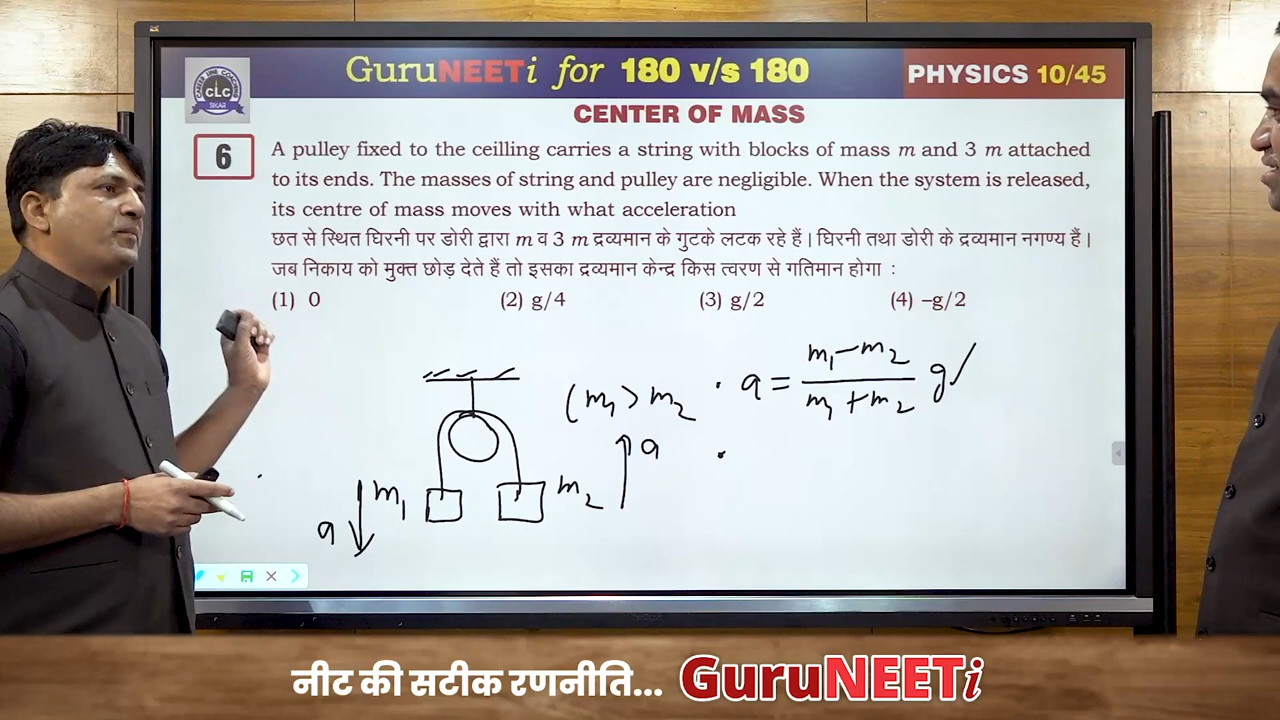 GuruNEETi for 180 v/s 180
PHYSICS 10/45
CLC
SIKAR
CENTER OF MASS
6
A pulley fixed to the ceilling carries a string with blocks of mass m and 3 m attached
to its ends. The masses of string and pulley are negligible. When the system is released,
its centre of mass moves with what acceleration
छत से स्थित घिरनी पर डोरी द्वारा m व 3 m द्रव्यमान के गुटके लटक रहे हैं। घिरनी तथा डोरी के द्रव्यमान नगण्य हैं।
जब निकाय को मुक्त छोड़ देते हैं तो इसका द्रव्यमान केन्द्र किस त्वरण से गतिमान होगा :
(1) 0 (2) g/4 (3) g/2 (4) –g/2
(m₁ > m₂ · a = (m₁ – m₂)/(m₁ + m₂) g ✓
a
m₁ m₂
a
नीट की सटीक रणनीति... GuruNEETi